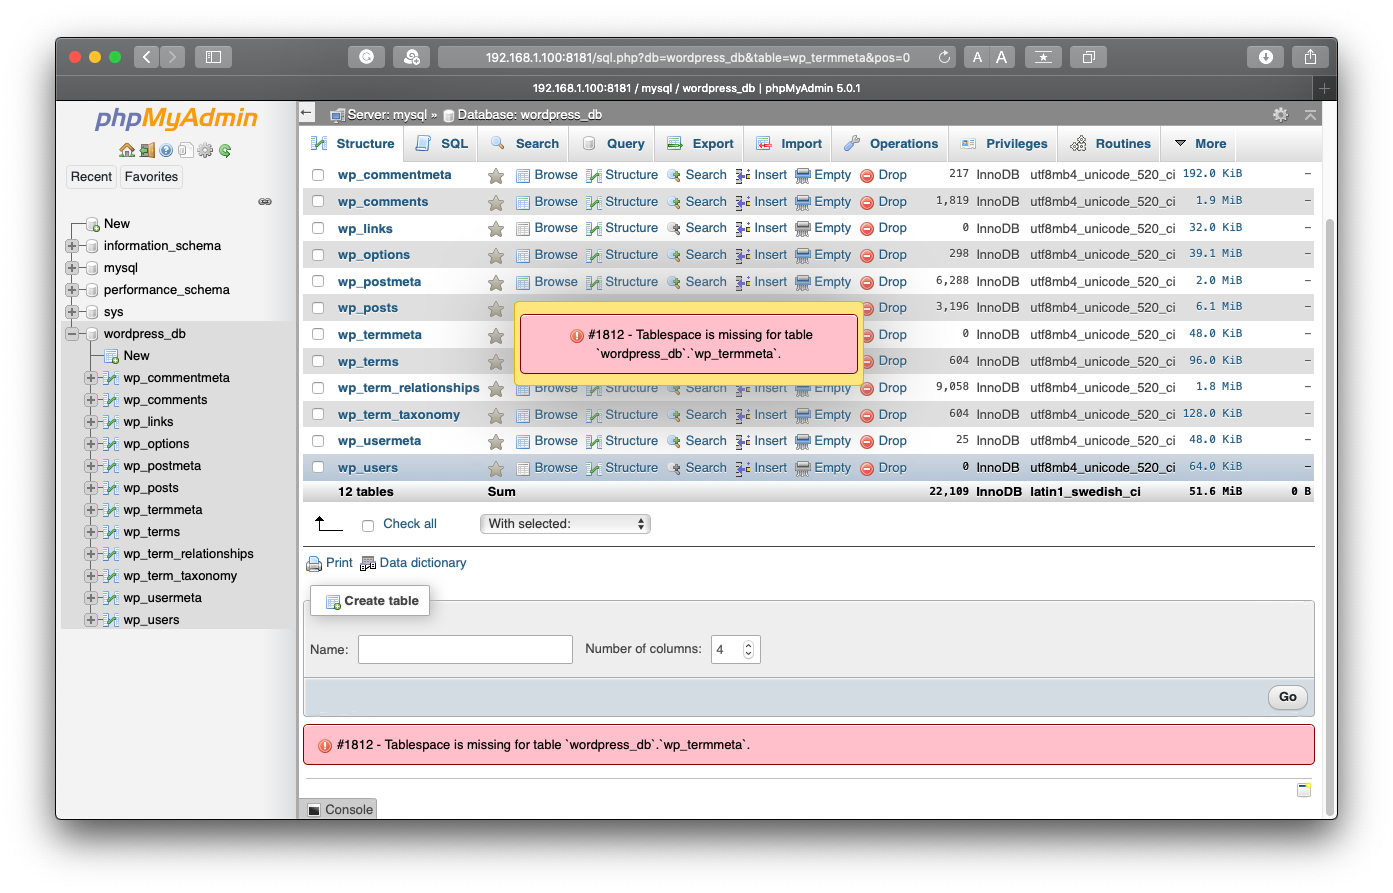 192.168.1.100:8181/sql.php?db=wordpress_db&table=wp_termmeta&pos=0
A A
192.168.1.100:8181 / mysql / wordpress_db | phpMyAdmin 5.0.1
phpMyAdmin
Recent Favorites
New
information_schema
mysql
performance_schema
sys
wordpress_db
New
wp_commentmeta
wp_comments
wp_links
wp_options
wp_postmeta
wp_posts
wp_termmeta
wp_terms
wp_term_relationships
wp_term_taxonomy
wp_usermeta
wp_users
Server: mysql » Database: wordpress_db
Structure SQL Search Query Export Import Operations Privileges Routines More
wp_commentmeta Browse Structure Search Insert Empty Drop 217 InnoDB utf8mb4_unicode_520_ci 192.0 KiB -
wp_comments Browse Structure Search Insert Empty Drop 1,819 InnoDB utf8mb4_unicode_520_ci 1.9 MiB -
wp_links Browse Structure Search Insert Empty Drop 0 InnoDB utf8mb4_unicode_520_ci 32.0 KiB -
wp_options Browse Structure Search Insert Empty Drop 298 InnoDB utf8mb4_unicode_520_ci 39.1 MiB -
wp_postmeta Browse Structure Search Insert Empty Drop 6,288 InnoDB utf8mb4_unicode_520_ci 2.0 MiB -
wp_posts Drop 3,196 InnoDB utf8mb4_unicode_520_ci 6.1 MiB -
wp_termmeta Drop 0 InnoDB utf8mb4_unicode_520_ci 48.0 KiB -
wp_terms Drop 604 InnoDB utf8mb4_unicode_520_ci 96.0 KiB -
wp_term_relationships Browse Structure Search Insert Empty Drop 9,058 InnoDB utf8mb4_unicode_520_ci 1.8 MiB -
wp_term_taxonomy Browse Structure Search Insert Empty Drop 604 InnoDB utf8mb4_unicode_520_ci 128.0 KiB -
wp_usermeta Browse Structure Search Insert Empty Drop 25 InnoDB utf8mb4_unicode_520_ci 48.0 KiB -
wp_users Browse Structure Search Insert Empty Drop 0 InnoDB utf8mb4_unicode_520_ci 64.0 KiB -
12 tables Sum 22,109 InnoDB latin1_swedish_ci 51.6 MiB 0 B
#1812 - Tablespace is missing for table
`wordpress_db`.`wp_termmeta`.
Check all With selected:
Print Data dictionary
Create table
Name: Number of columns: 4
Go
#1812 - Tablespace is missing for table `wordpress_db`.`wp_termmeta`.
Console